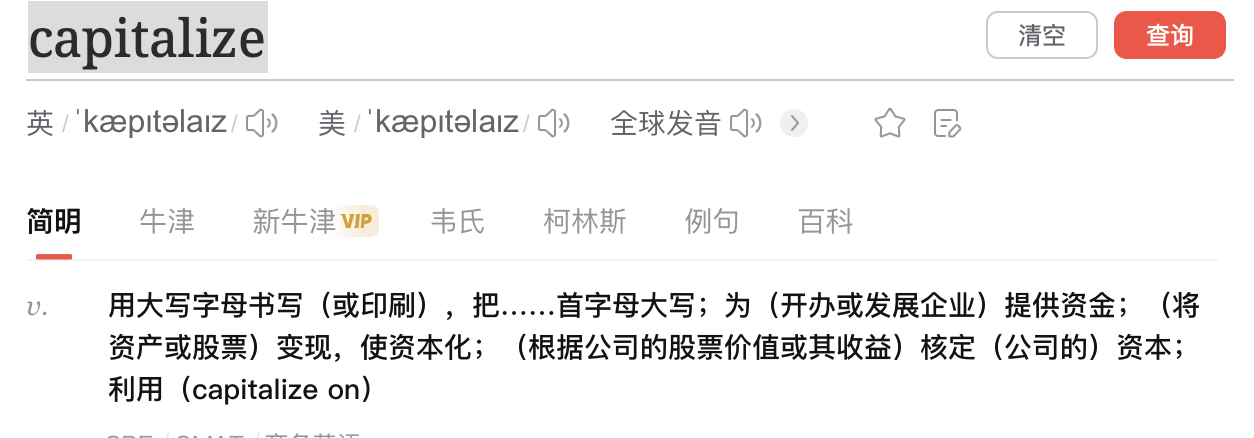 capitalize
清空
查询
英 /ˈkæpɪtəlaɪz/ 美 /ˈkæpɪtəlaɪz/ 全球发音
简明 牛津 新牛津 VIP 韦氏 柯林斯 例句 百科
v. 用大写字母书写（或印刷），把……首字母大写；为（开办或发展企业）提供资金；（将
资产或股票）变现，使资本化；（根据公司的股票价值或其收益）核定（公司的）资本；
利用（capitalize on）